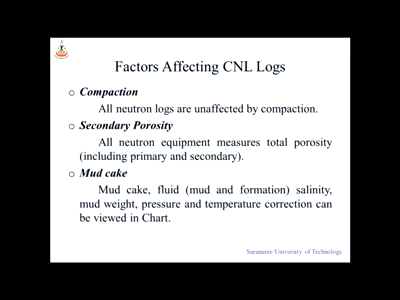 Factors Affecting CNL Logs
o Compaction
All neutron logs are unaffected by compaction.
o Secondary Porosity
All neutron equipment measures total porosity
(including primary and secondary).
o Mud cake
Mud cake, fluid (mud and formation) salinity,
mud weight, pressure and temperature correction can
be viewed in Chart.
Suranaree University of Technology